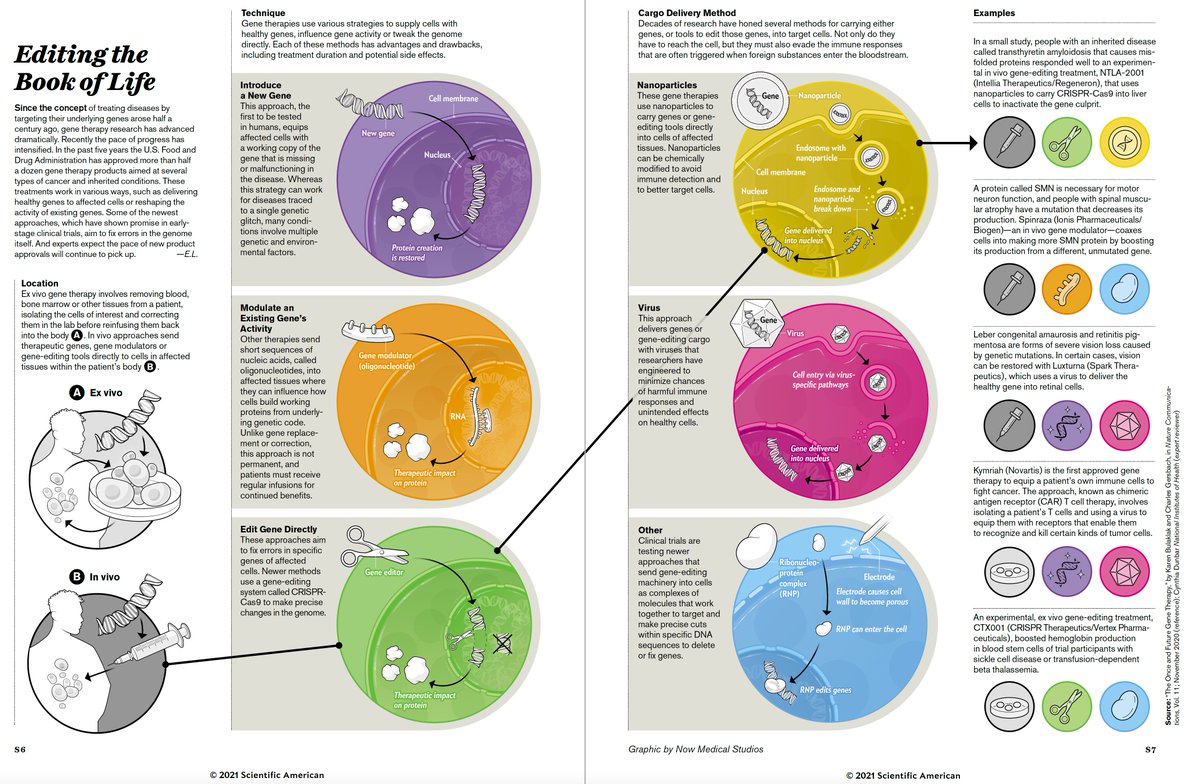 Editing the
Book of Life
Since the concept of treating diseases by
targeting their underlying genes arose half a
century ago, gene therapy research has advanced
dramatically. Recently the pace of progress has
intensified. In the past five years the U.S. Food and
Drug Administration has approved more than half
a dozen gene therapy products aimed at several
types of cancer and inherited conditions. These
treatments work in various ways, such as delivering
healthy genes to affected cells or reshaping the
activity of existing genes. Some of the newest
approaches, which have shown promise in early-
stage clinical trials, aim to fix errors in the genome
itself. And experts expect the pace of new product
approvals will continue to pick up. —E.L.
Location
Ex vivo gene therapy involves removing blood,
bone marrow or other tissues from a patient,
isolating the cells of interest and correcting
them in the lab before reinfusing them back
into the body A. In vivo approaches send
therapeutic genes, gene modulators or
gene-editing tools directly to cells in affected
tissues within the patient's body B.
A Ex vivo
B In vivo
Technique
Gene therapies use various strategies to supply cells with
healthy genes, influence gene activity or tweak the genome
directly. Each of these methods has advantages and drawbacks,
including treatment duration and potential side effects.
Introduce
a New Gene
This approach, the
first to be tested
in humans, equips
affected cells with
a working copy of the
gene that is missing
or malfunctioning in
the disease. Whereas
this strategy can work
for diseases traced
to a single genetic
glitch, many condi-
tions involve multiple
genetic and environ-
mental factors.
Cell membrane
New gene
Nucleus
Protein creation
is restored
Modulate an
Existing Gene's
Activity
Other therapies send
short sequences of
nucleic acids, called
oligonucleotides, into
affected tissues where
they can influence how
cells build working
proteins from underly-
ing genetic code.
Unlike gene replace-
ment or correction,
this approach is not
permanent, and
patients must receive
regular infusions for
continued benefits.
Gene modulator
(oligonucleotide)
RNA
Therapeutic impact
on protein
Edit Gene Directly
These approaches aim
to fix errors in specific
genes of affected
cells. Newer methods
use a gene-editing
system called CRISPR-
Cas9 to make precise
changes in the genome.
Gene editor
Therapeutic impact
on protein
S6
© 2021 Scientific American
Cargo Delivery Method
Decades of research have honed several methods for carrying either
genes, or tools to edit those genes, into target cells. Not only do they
have to reach the cell, but they must also evade the immune responses
that are often triggered when foreign substances enter the bloodstream.
Nanoparticles
These gene therapies
use nanoparticles to
carry genes or gene-
editing tools directly
into cells of affected
tissues. Nanoparticles
can be chemically
modified to avoid
immune detection and
to better target cells.
Gene
Nanoparticle
Endosome with
nanoparticle
Cell membrane
Nucleus
Endosome and
nanoparticle
break down
Gene delivered
into nucleus
Virus
This approach
delivers genes or
gene-editing cargo
with viruses that
researchers have
engineered to
minimize chances
of harmful immune
responses and
unintended effects
on healthy cells.
Gene
Virus
Cell entry via virus-
specific pathways
Gene delivered
into nucleus
Other
Clinical trials are
testing newer
approaches that
send gene-editing
machinery into cells
as complexes of
molecules that work
together to target and
make precise cuts
within specific DNA
sequences to delete
or fix genes.
Ribonucleo-
protein
complex
(RNP)
Electrode
Electrode causes cell
wall to become porous
RNP can enter the cell
RNP edits genes
Graphic by Now Medical Studios
Examples
In a small study, people with an inherited disease
called transthyretin amyloidosis that causes mis-
folded proteins responded well to an experimen-
tal in vivo gene-editing treatment, NTLA-2001
(Intellia Therapeutics/Regeneron), that uses
nanoparticles to carry CRISPR-Cas9 into liver
cells to inactivate the gene culprit.
A protein called SMN is necessary for motor
neuron function, and people with spinal muscu-
lar atrophy have a mutation that decreases its
production. Spinraza (Ionis Pharmaceuticals/
Biogen)—an in vivo gene modulator—coaxes
cells into making more SMN protein by boosting
its production from a different, unmutated gene.
Leber congenital amaurosis and retinitis pig-
mentosa are forms of severe vision loss caused
by genetic mutations. In certain cases, vision
can be restored with Luxturna (Spark Thera-
peutics), which uses a virus to deliver the
healthy gene into retinal cells.
Kymriah (Novartis) is the first approved gene
therapy to equip a patient's own immune cells to
fight cancer. The approach, known as chimeric
antigen receptor (CAR) T cell therapy, involves
isolating a patient's T cells and using a virus to
equip them with receptors that enable them
to recognize and kill certain kinds of tumor cells.
An experimental, ex vivo gene-editing treatment,
CTX001 (CRISPR Therapeutics/Vertex Pharma-
ceuticals), boosted hemoglobin production
in blood stem cells of trial participants with
sickle cell disease or transfusion-dependent
beta thalassemia.
Source: "The Once and Future Gene Therapy," by Karen Bulaklak and Charles Gersbach, in Nature Communica-
tions, Vol. 11; November 2020 (reference); Cynthia Dunbar National Institutes of Health (expert reviewer)
S7
© 2021 Scientific American